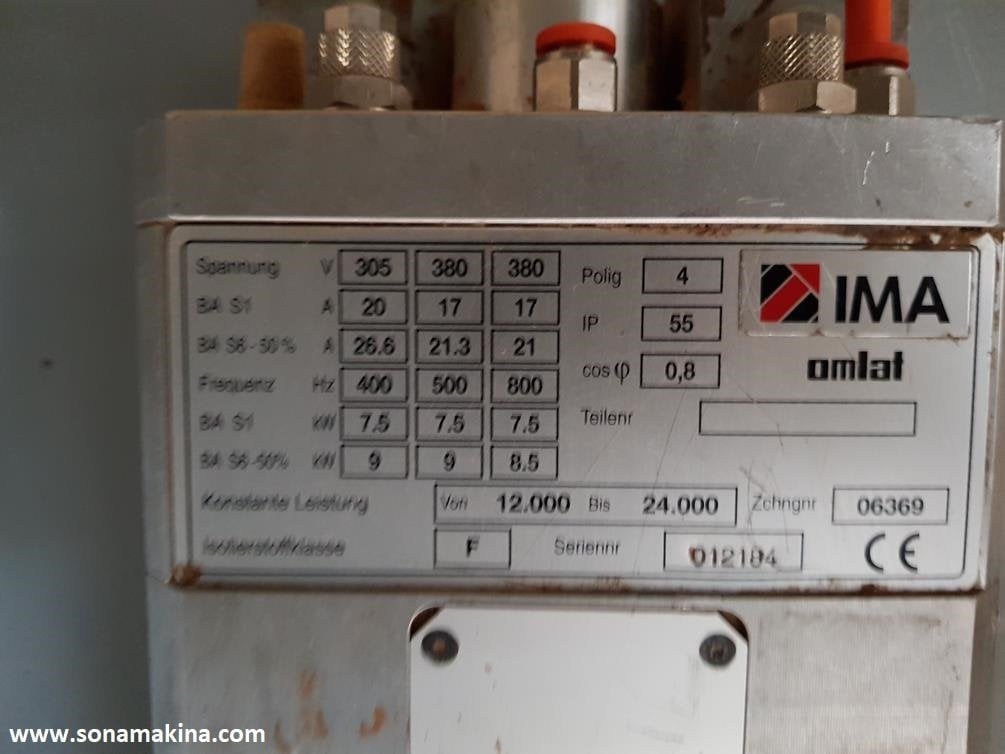 Spannung V 305 380 380
BA S1 A 20 17 17
BA S6-50% A 26.6 21.3 21
Frequenz Hz 400 500 800
BA S1 kW 7.5 7.5 7.5
BA S6-50% kW 9 9 8.5
Polig 4
IP 55
cos φ 0,8
Teilenr
IMA
omlat
Konstante Leistung Von 12.000 Bis 24.000 Zchngnr 06369
Isolierstoffklasse F Seriennr 012184 CE
www.sonamakina.com